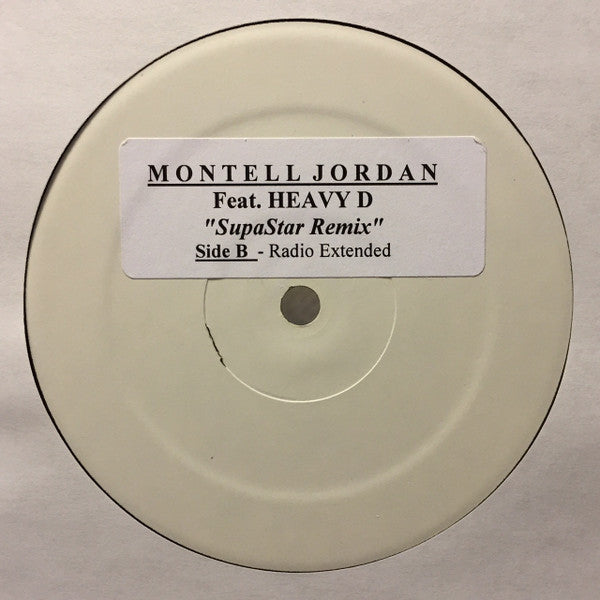 MONTELL JORDAN
Feat. HEAVY D
"SupaStar Remix"
Side B - Radio Extended